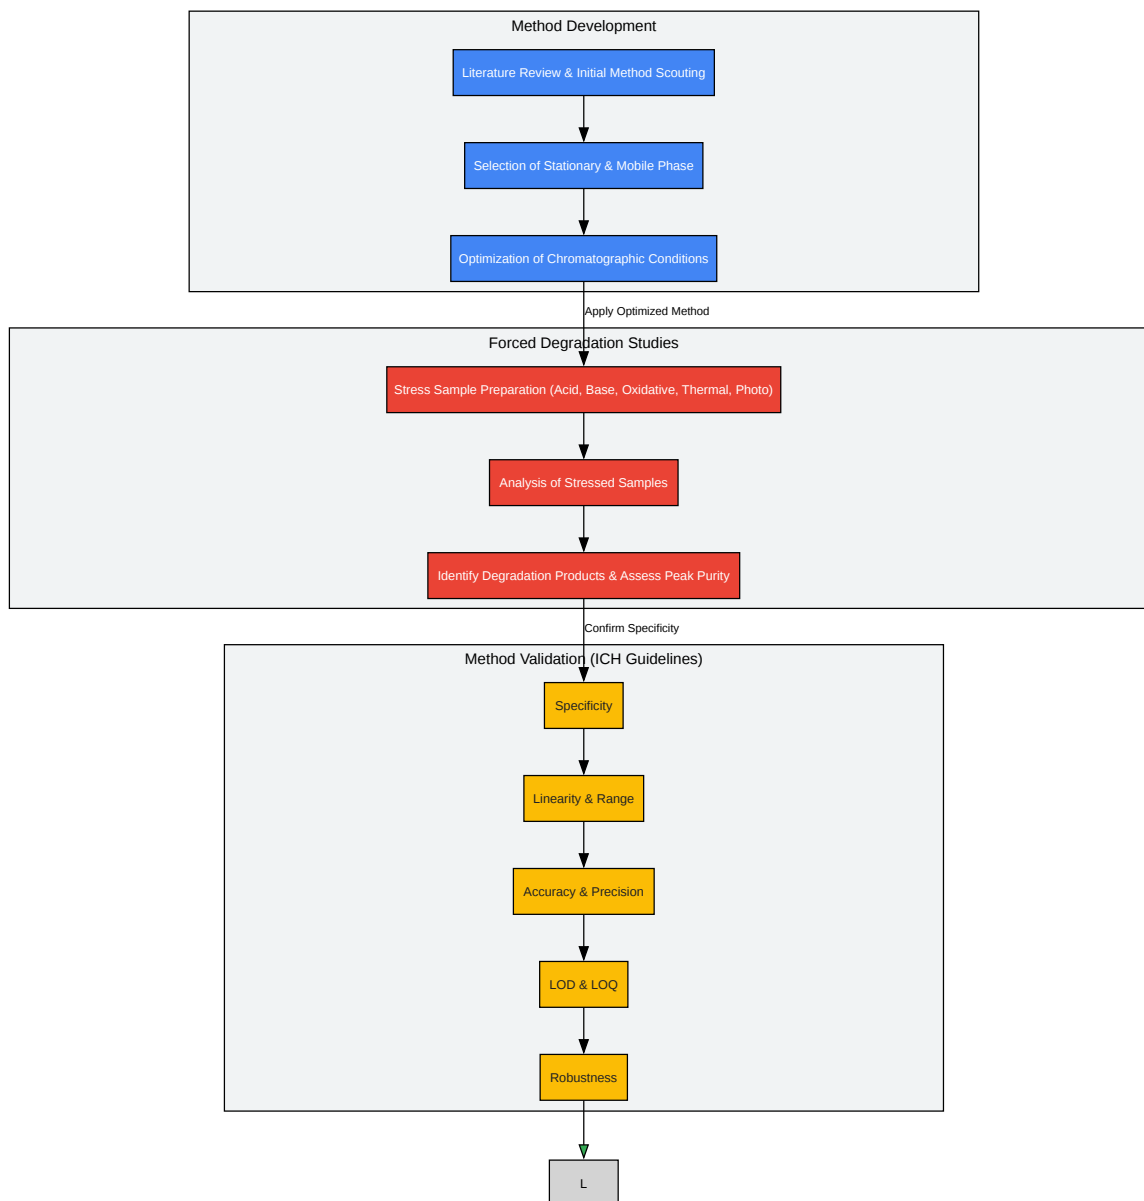 Method Development
Literature Review & Initial Method Scouting
Selection of Stationary & Mobile Phase
Optimization of Chromatographic Conditions
Apply Optimized Method
Forced Degradation Studies
Stress Sample Preparation (Acid, Base, Oxidative, Thermal, Photo)
Analysis of Stressed Samples
Identify Degradation Products & Assess Peak Purity
Confirm Specificity
Method Validation (ICH Guidelines)
Specificity
Linearity & Range
Accuracy & Precision
LOD & LOQ
Robustness
L